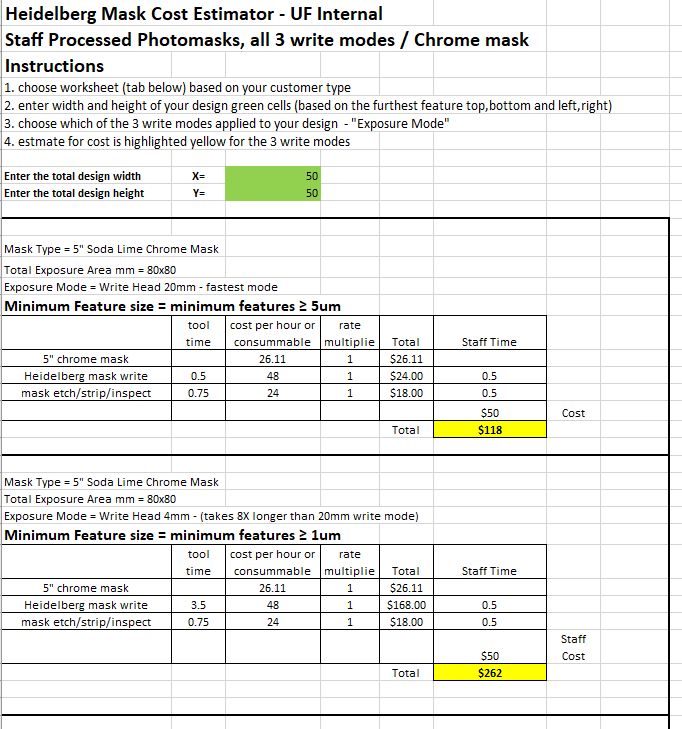 Heidelberg Mask Cost Estimator - UF Internal
Staff Processed Photomasks, all 3 write modes / Chrome mask
Instructions
1. choose worksheet (tab below) based on your customer type
2. enter width and height of your design green cells (based on the furthest feature top,bottom and left,right)
3. choose which of the 3 write modes applied to your design - "Exposure Mode"
4. estmate for cost is highlighted yellow for the 3 write modes
Enter the total design width X= 50
Enter the total design height Y= 50
Mask Type = 5" Soda Lime Chrome Mask
Total Exposure Area mm = 80x80
Exposure Mode = Write Head 20mm - fastest mode
Minimum Feature size = minimum features ≥ 5um
tool cost per hour or rate
time consummable multiplie Total Staff Time
5" chrome mask 26.11 1 $26.11
Heidelberg mask write 0.5 48 1 $24.00 0.5
mask etch/strip/inspect 0.75 24 1 $18.00 0.5
$50 Cost
Total $118
Mask Type = 5" Soda Lime Chrome Mask
Total Exposure Area mm = 80x80
Exposure Mode = Write Head 4mm - (takes 8X longer than 20mm write mode)
Minimum Feature size = minimum features ≥ 1um
tool cost per hour or rate
time consummable multiplie Total Staff Time
5" chrome mask 26.11 1 $26.11
Heidelberg mask write 3.5 48 1 $168.00 0.5
mask etch/strip/inspect 0.75 24 1 $18.00 0.5
Staff
$50 Cost
Total $262